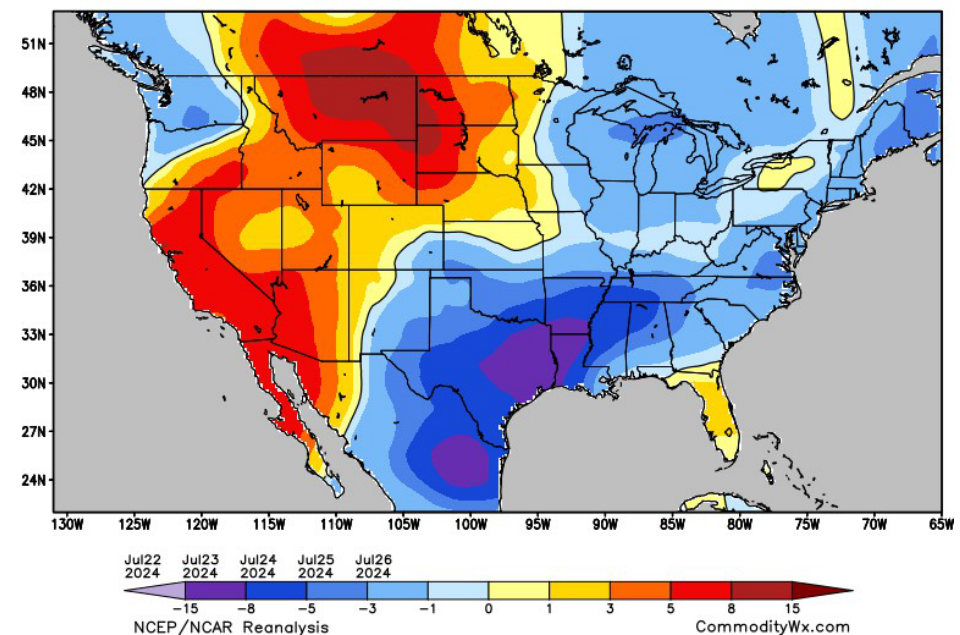 51N
48N
45N
42N
39N
36N
33N
30N
27N
24N
130W 125W 120W 115W 110W 105W 100W 95W 90W 85W 80W 75W 70W 65W
Jul22 Jul23 Jul24 Jul25 Jul26
2024 2024 2024 2024 2024
-15 -8 -5 -3 -1 0 1 3 5 8 15
NCEP/NCAR Reanalysis CommodityWx.com